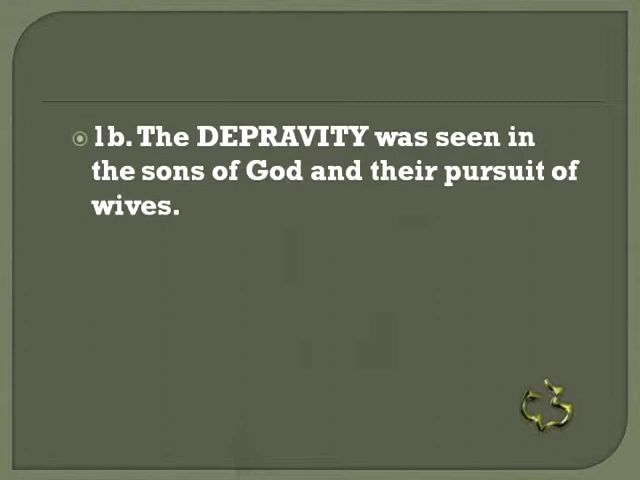 1b. The DEPRAVITY was seen in
the sons of God and their pursuit of
wives.